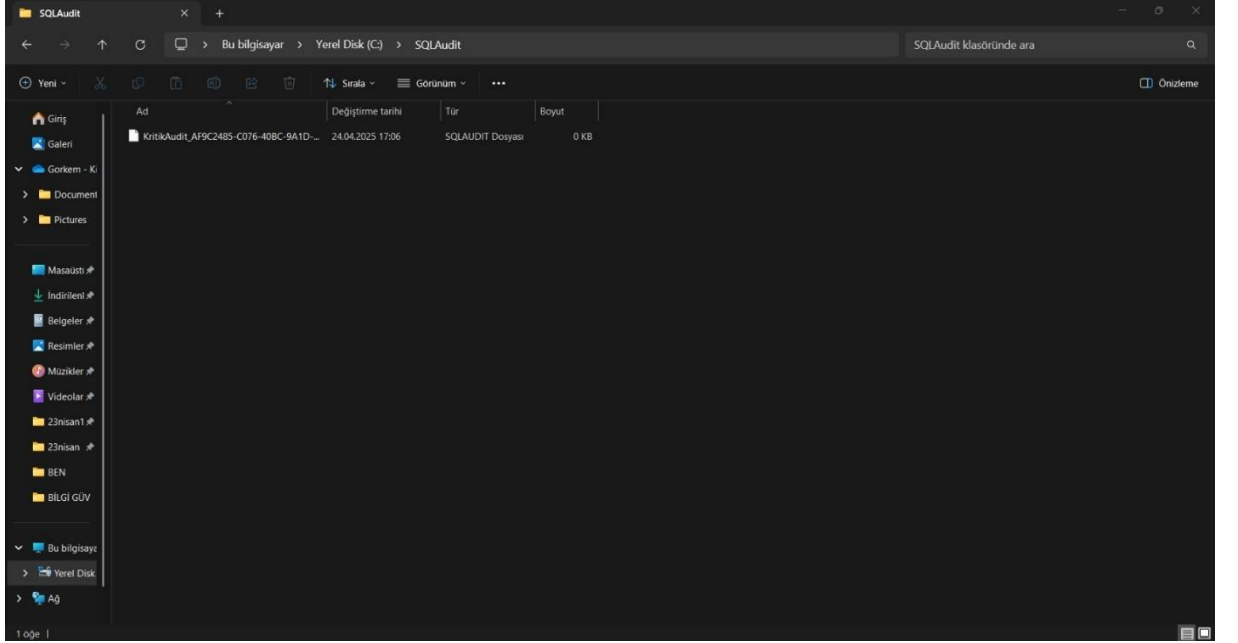 SQLAudit
Bu bilgisayar > Yerel Disk (C:) > SQLAudit
SQLAudit klasöründe ara
Yeni
Sırala
Görünüm
Önizleme
Ad
Değiştirme tarihi
Tür
Boyut
KritikAudit_AF9C2485-C076-40BC-9A1D-...
24.04.2025 17:06
SQLAUDIT Dosyası
0 KB
Giriş
Galeri
Gorkem - Ki
Document
Pictures
Masaüstü
İndirilenl
Belgeler
Resimler
Müzikler
Videolar
23nisan1
23nisan
BEN
BİLGİ GÜV
Bu bilgisaya
Yerel Disk
Ağ
1 öğe